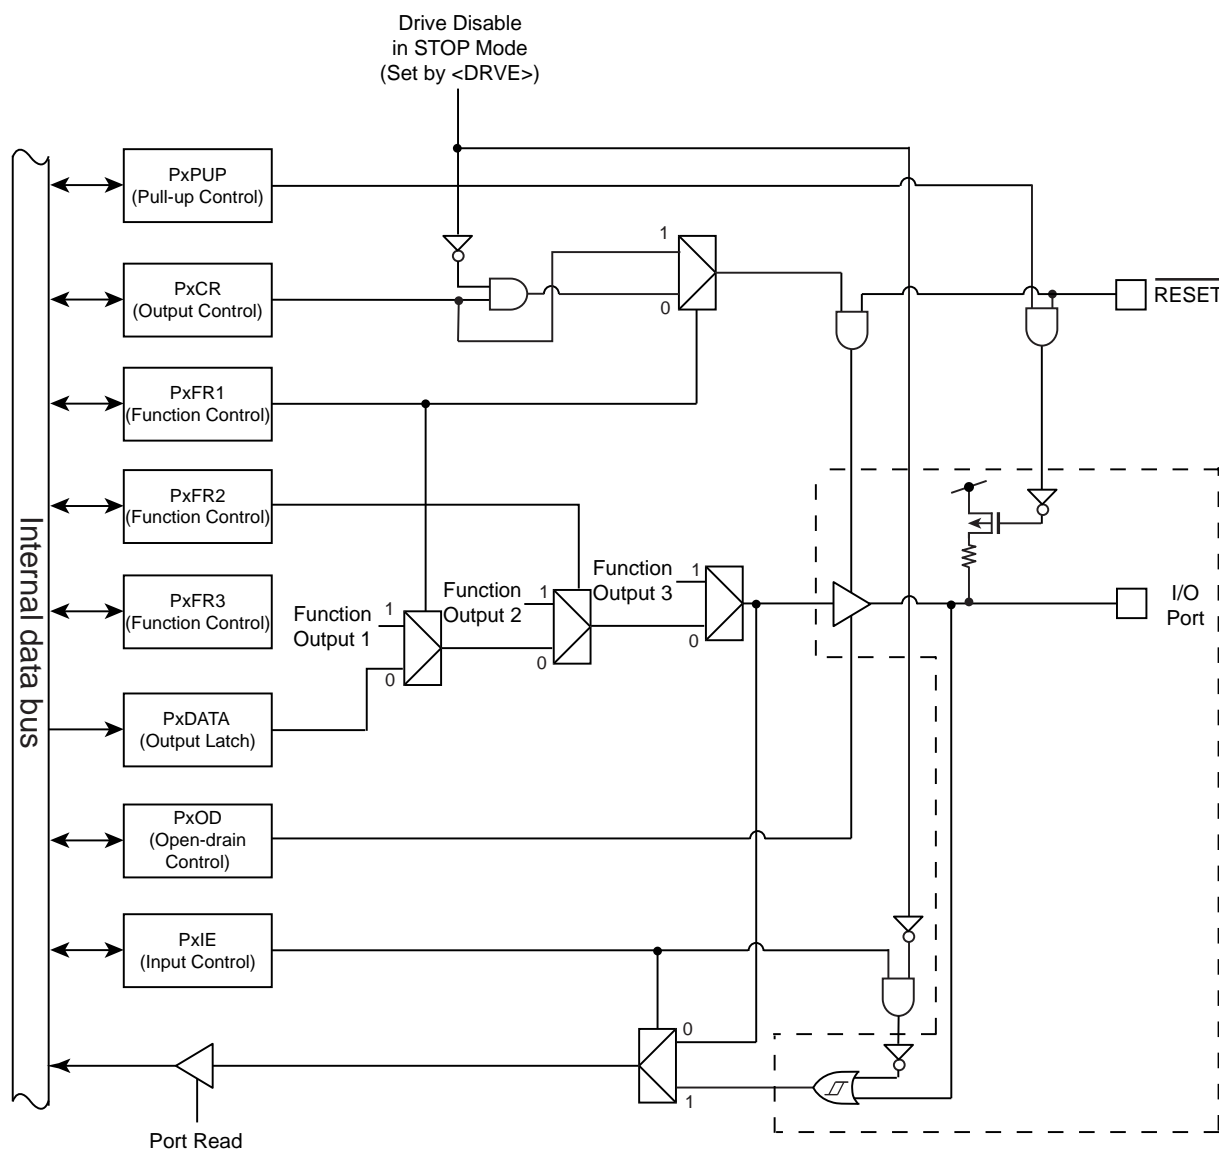 Drive Disable
in STOP Mode
(Set by <DRVE>)
PxPUP
(Pull-up Control)
1
PxCR
(Output Control)
0
RESET
PxFR1
(Function Control)
PxFR2
(Function Control)
Internal data bus
PxFR3
(Function Control)
Function
Output 1
1
0
Function
Output 2
1
0
Function
Output 3
1
0
I/O
Port
PxDATA
(Output Latch)
PxOD
(Open-drain
Control)
PxIE
(Input Control)
0
1
Port Read